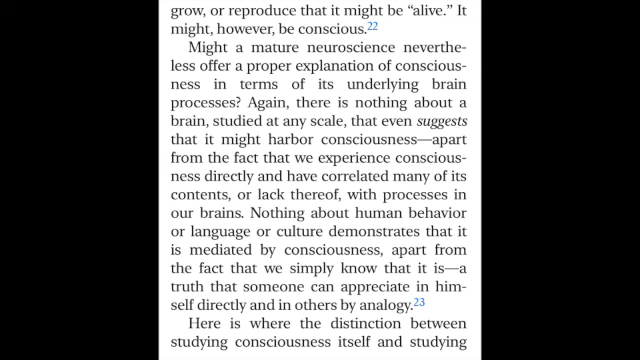 grow, or reproduce that it might be “alive.” It
might, however, be conscious.22
Might a mature neuroscience neverthe-
less offer a proper explanation of conscious-
ness in terms of its underlying brain
processes? Again, there is nothing about a
brain, studied at any scale, that even suggests
that it might harbor consciousness—apart
from the fact that we experience conscious-
ness directly and have correlated many of its
contents, or lack thereof, with processes in
our brains. Nothing about human behavior
or language or culture demonstrates that it
is mediated by consciousness, apart from
the fact that we simply know that it is—a
truth that someone can appreciate in him-
self directly and in others by analogy.23
Here is where the distinction between
studying consciousness itself and studying